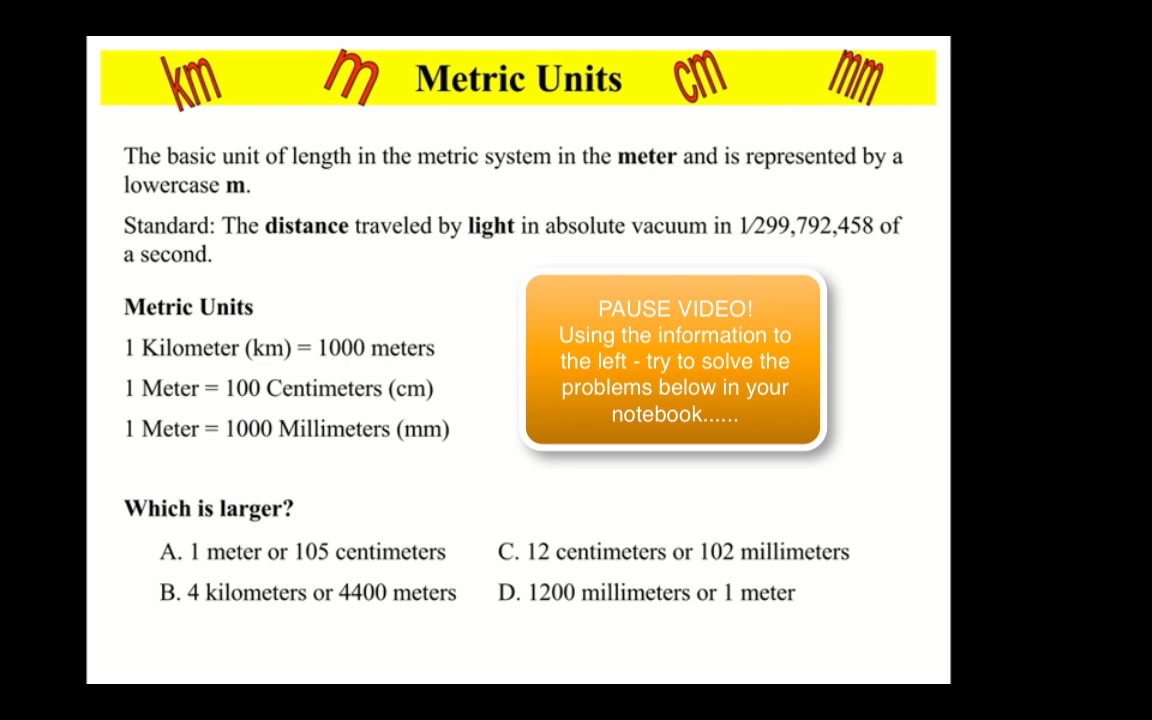 km m Metric Units cm mm
The basic unit of length in the metric system in the meter and is represented by a
lowercase m.
Standard: The distance traveled by light in absolute vacuum in 1⁄299,792,458 of
a second.
Metric Units
1 Kilometer (km) = 1000 meters
1 Meter = 100 Centimeters (cm)
1 Meter = 1000 Millimeters (mm)
PAUSE VIDEO!
Using the information to
the left - try to solve the
problems below in your
notebook......
Which is larger?
A. 1 meter or 105 centimeters
B. 4 kilometers or 4400 meters
C. 12 centimeters or 102 millimeters
D. 1200 millimeters or 1 meter